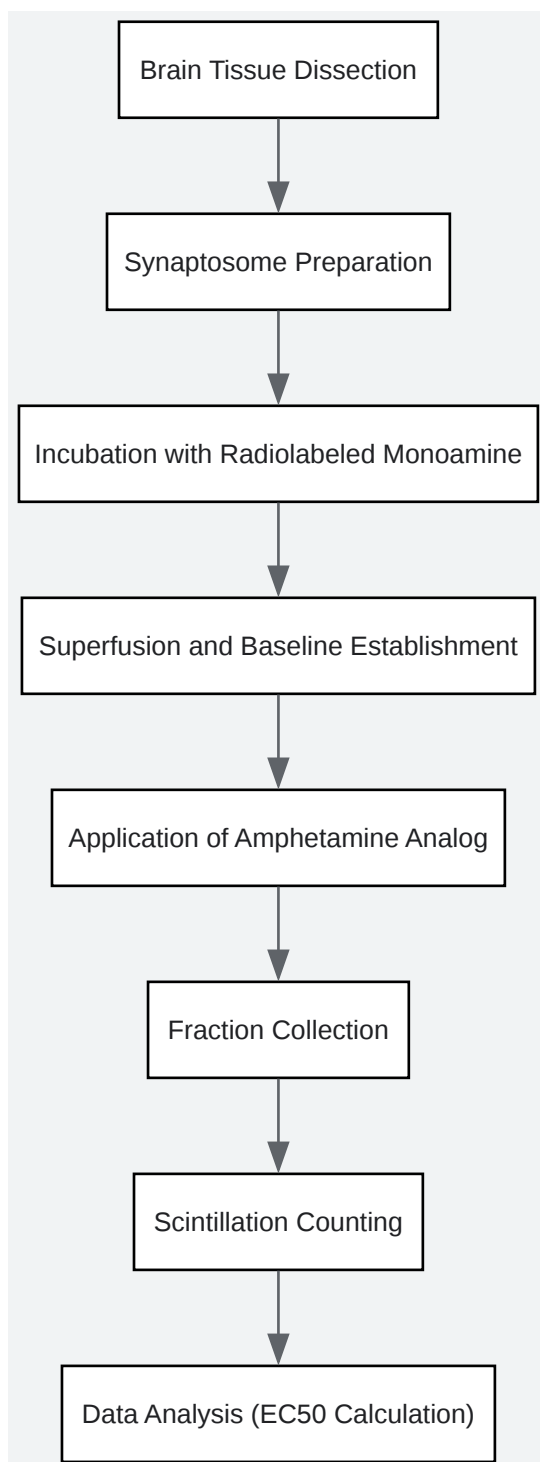 Brain Tissue Dissection
Synaptosome Preparation
Incubation with Radiolabeled Monoamine
Superfusion and Baseline Establishment
Application of Amphetamine Analog
Fraction Collection
Scintillation Counting
Data Analysis (EC50 Calculation)